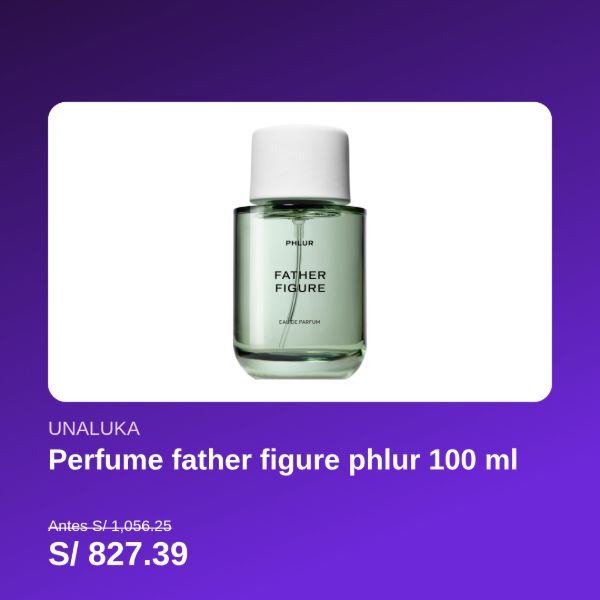 PHLUR
FATHER
FIGURE
EAU DE PARFUM
UNALUKA
Perfume father figure phlur 100 ml
Antes S/ 1,056.25
S/ 827.39